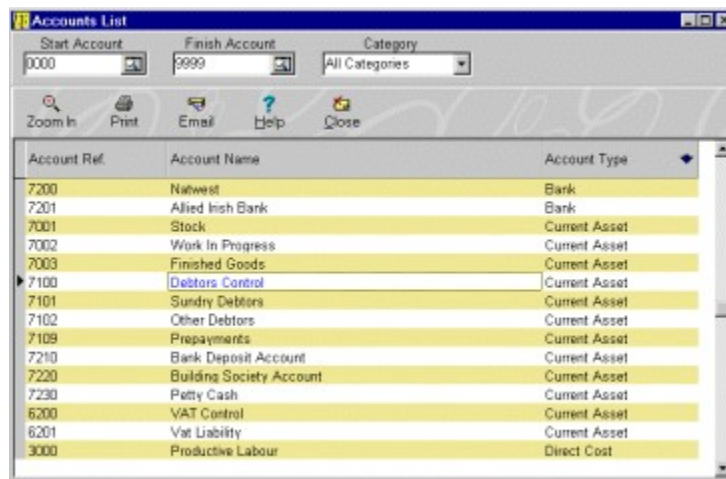 Accounts List
Start Account Finish Account Category
0000 9999 All Categories
Zoom In Print Email Help Close
Account Ref. Account Name Account Type
7200 Natwest Bank
7201 Allied Irish Bank Bank
7001 Stock Current Asset
7002 Work In Progress Current Asset
7003 Finished Goods Current Asset
7100 Debtors Control Current Asset
7101 Sundry Debtors Current Asset
7102 Other Debtors Current Asset
7109 Prepayments Current Asset
7210 Bank Deposit Account Current Asset
7220 Building Society Account Current Asset
7230 Petty Cash Current Asset
6200 VAT Control Current Asset
6201 Vat Liability Current Asset
3000 Productive Labour Direct Cost